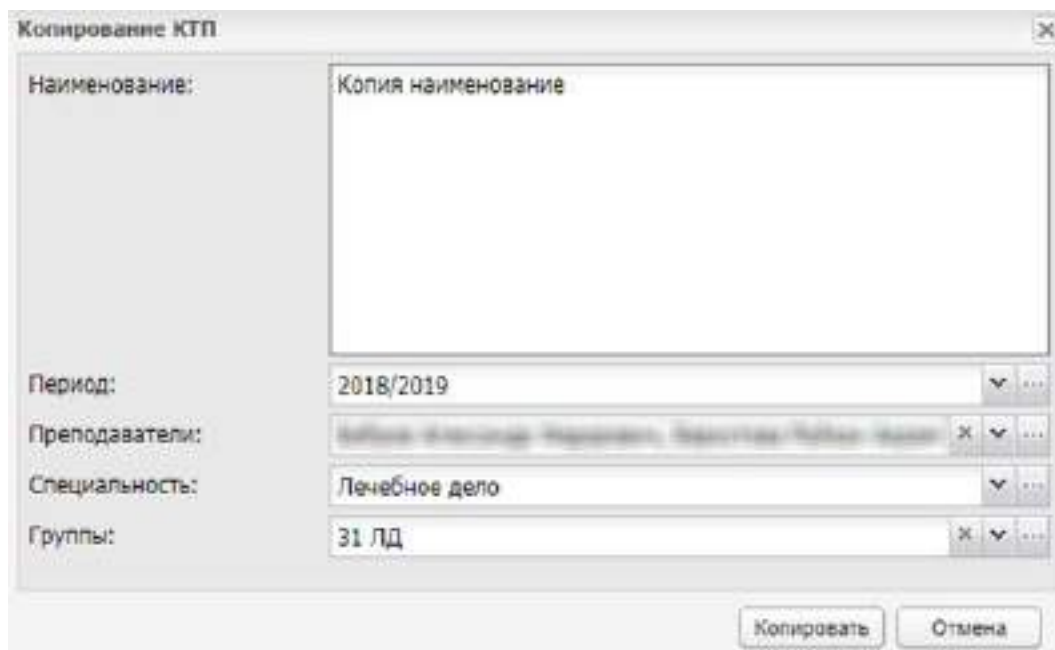 Копирование КТП
Наименование: Копия наименование
Период: 2018/2019
Преподаватели:
Специальность: Лечебное дело
Группы: 31 ЛД
Копировать Отмена